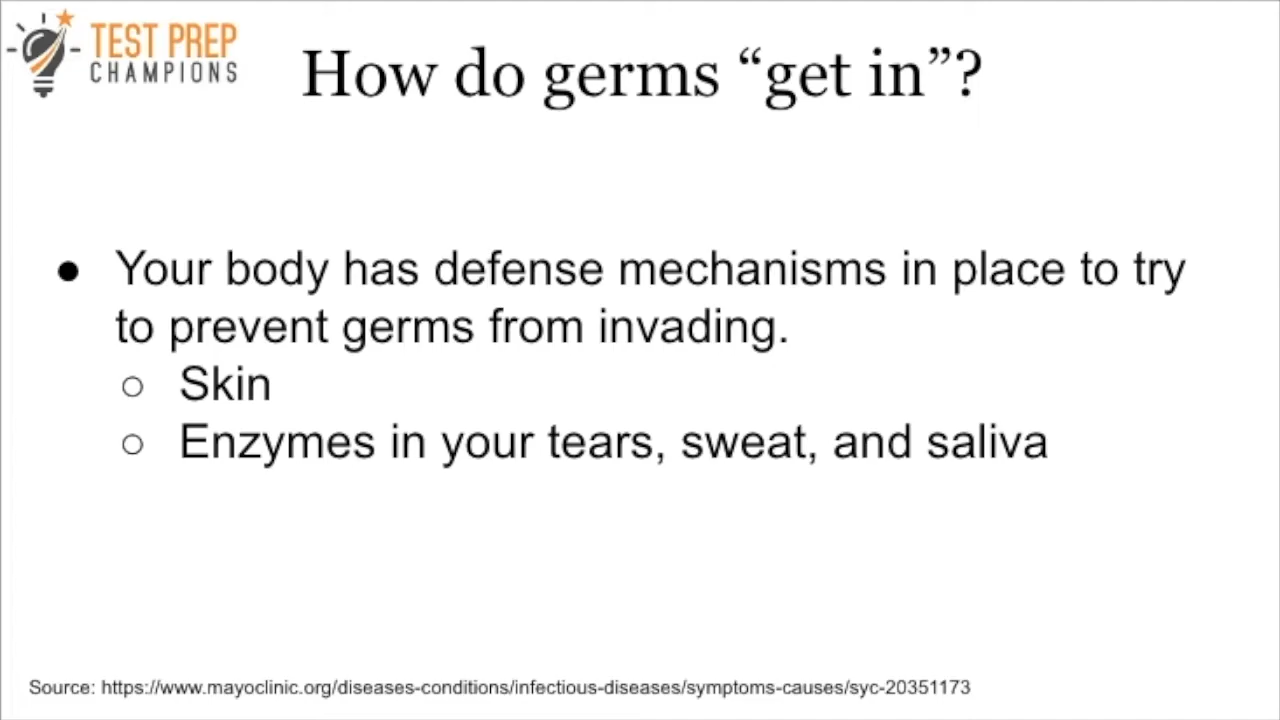 TEST PREP
CHAMPIONS
How do germs “get in”?
● Your body has defense mechanisms in place to try
to prevent germs from invading.
○ Skin
○ Enzymes in your tears, sweat, and saliva
Source: https://www.mayoclinic.org/diseases-conditions/infectious-diseases/symptoms-causes/syc-20351173